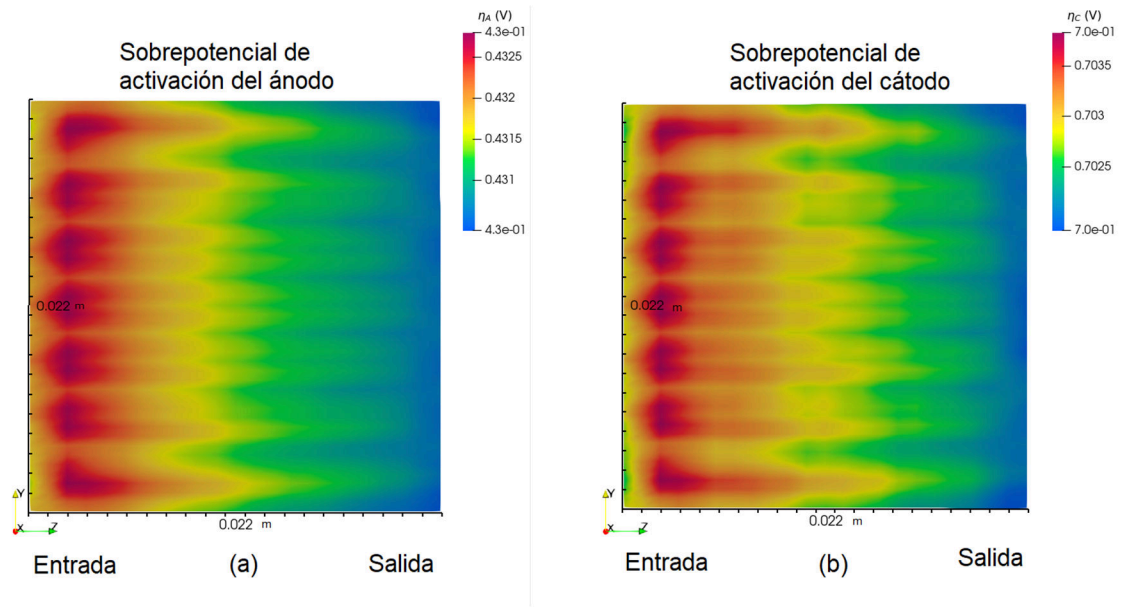 η_A (V)
Sobrepotencial de
activación del ánodo
4.3e-01
0.4325
0.432
0.4315
0.431
4.3e-01
0.022 m
Y
X Z
0.022 m
Entrada (a) Salida
η_C (V)
Sobrepotencial de
activación del cátodo
7.0e-01
0.7035
0.703
0.7025
7.0e-01
0.022 m
Y
X Z
0.022 m
Entrada (b) Salida